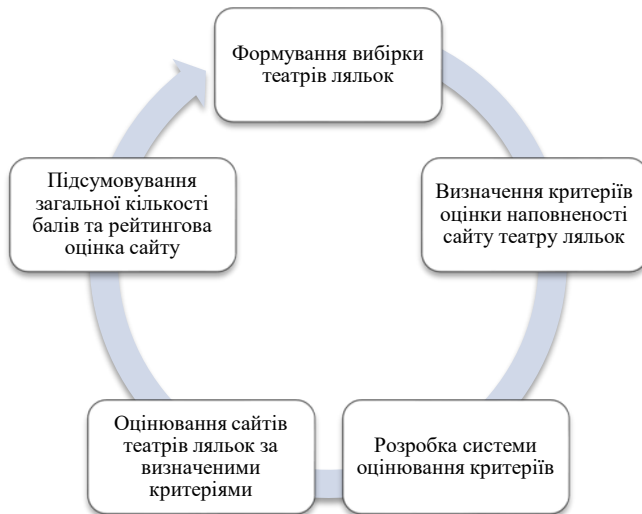 Формування вибірки
театрів ляльок
Визначення критеріїв
оцінки наповненості
сайту театру ляльок
Розробка системи
оцінювання критеріїв
Оцінювання сайтів
театрів ляльок за
визначеними
критеріями
Підсумовування
загальної кількості
балів та рейтингова
оцінка сайту